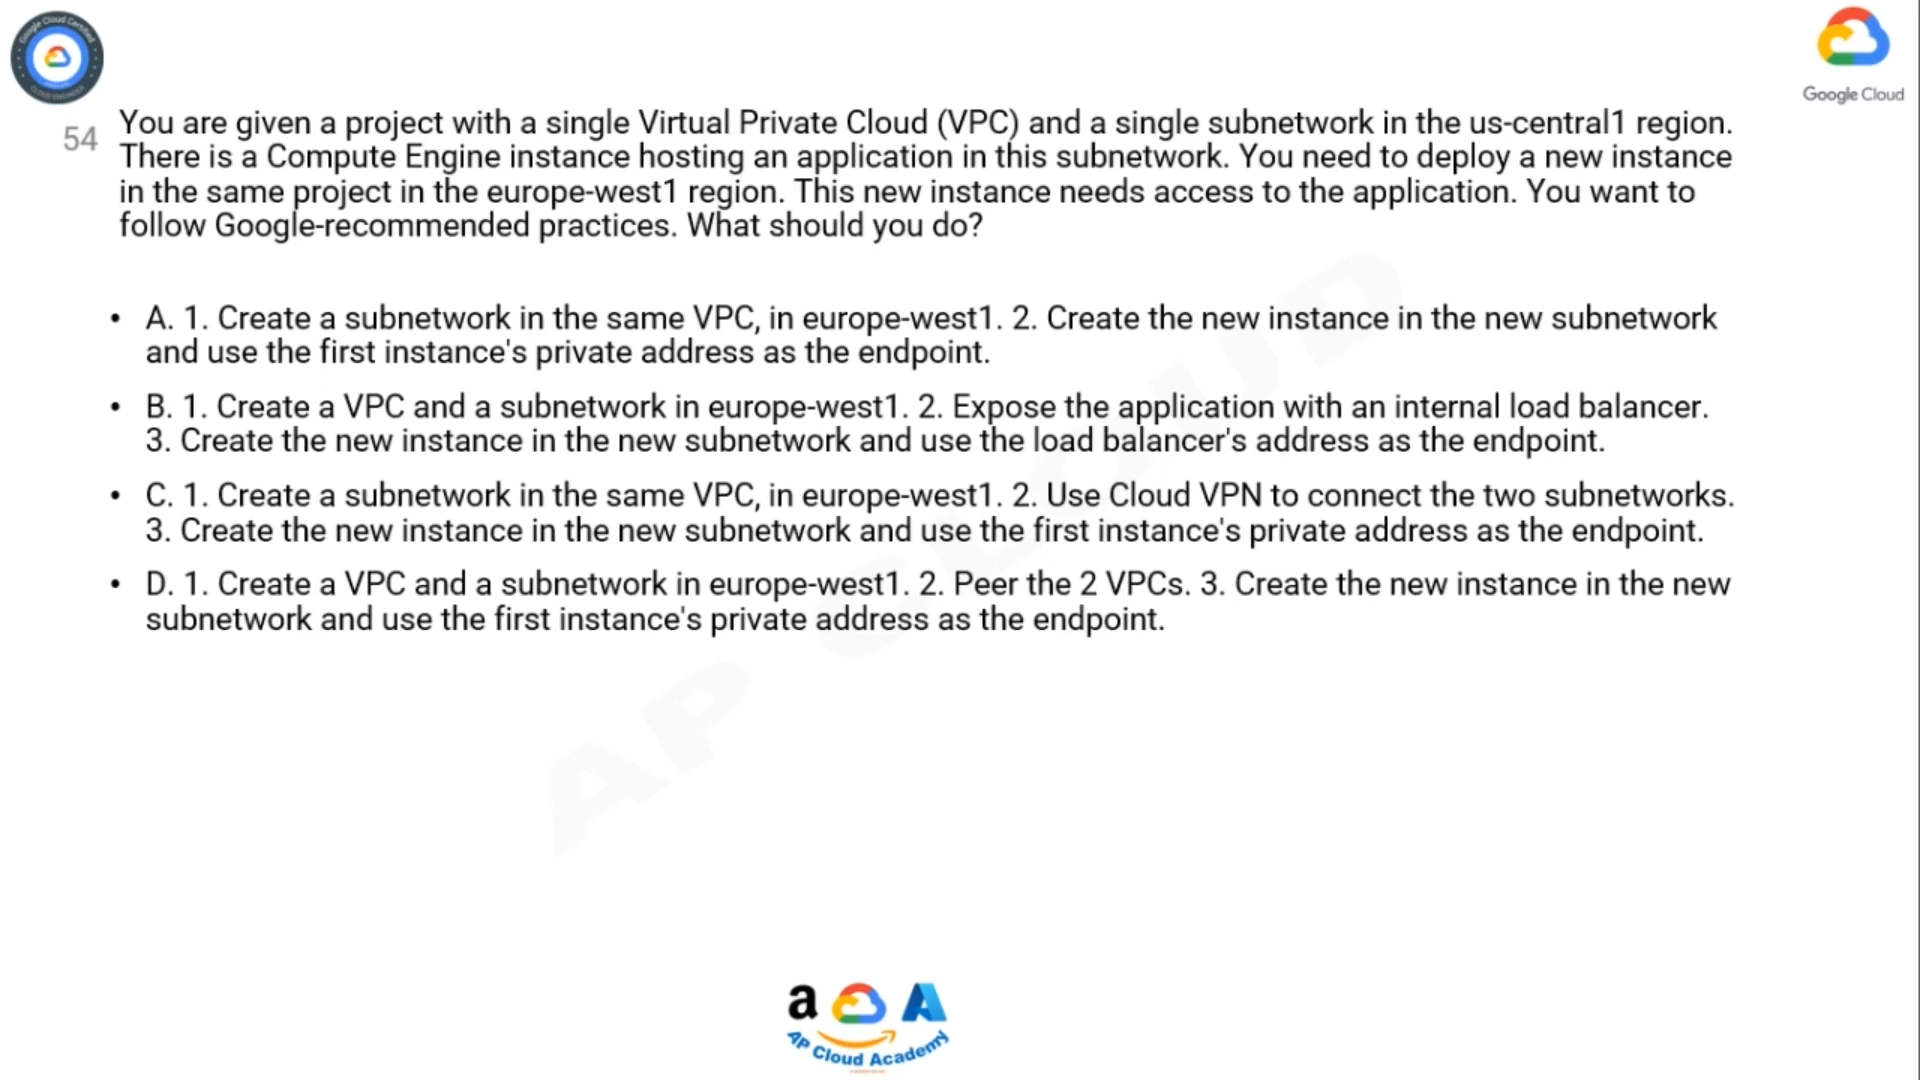 Google Cloud Certified
CLOUD ENGINEER
Google Cloud
54
You are given a project with a single Virtual Private Cloud (VPC) and a single subnetwork in the us-central1 region.
There is a Compute Engine instance hosting an application in this subnetwork. You need to deploy a new instance
in the same project in the europe-west1 region. This new instance needs access to the application. You want to
follow Google-recommended practices. What should you do?
• A. 1. Create a subnetwork in the same VPC, in europe-west1. 2. Create the new instance in the new subnetwork
and use the first instance's private address as the endpoint.
• B. 1. Create a VPC and a subnetwork in europe-west1. 2. Expose the application with an internal load balancer.
3. Create the new instance in the new subnetwork and use the load balancer's address as the endpoint.
• C. 1. Create a subnetwork in the same VPC, in europe-west1. 2. Use Cloud VPN to connect the two subnetworks.
3. Create the new instance in the new subnetwork and use the first instance's private address as the endpoint.
• D. 1. Create a VPC and a subnetwork in europe-west1. 2. Peer the 2 VPCs. 3. Create the new instance in the new
subnetwork and use the first instance's private address as the endpoint.
AP CLOUD
a
AP Cloud Academy